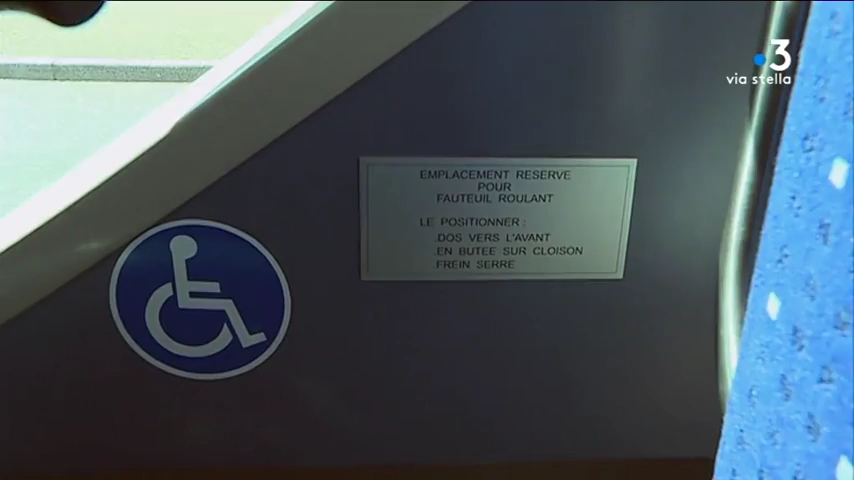 3
via stella
EMPLACEMENT RESERVE
POUR
FAUTEUIL ROULANT
LE POSITIONNER :
DOS VERS L'AVANT
EN BUTEE SUR CLOISON
FREIN SERRE